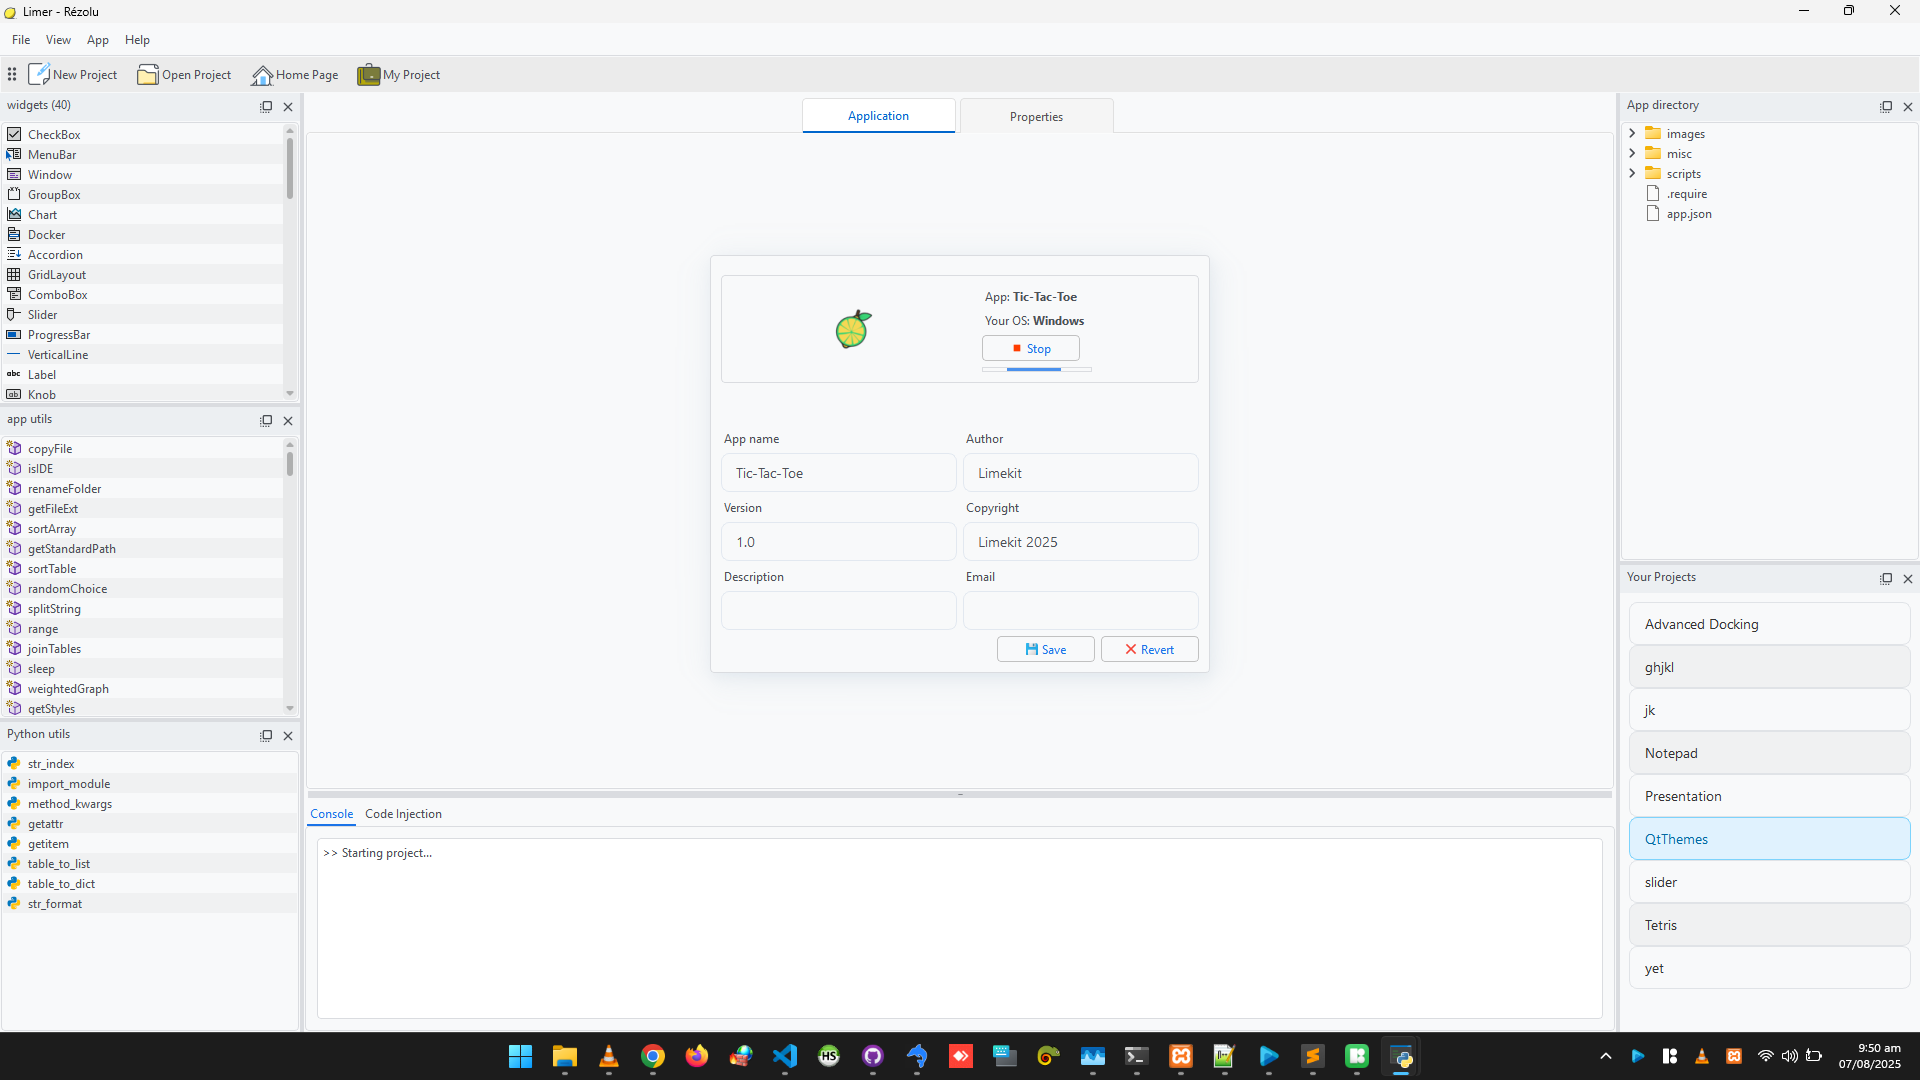 Limer - Rézolu
File View App Help
New Project Open Project Home Page My Project
widgets (40)
CheckBox
MenuBar
Window
GroupBox
Chart
Docker
Accordion
GridLayout
ComboBox
Slider
ProgressBar
VerticalLine
abc Label
ab Knob
app utils
copyFile
isIDE
renameFolder
getFileExt
sortArray
getStandardPath
sortTable
randomChoice
splitString
range
joinTables
sleep
weightedGraph
getStyles
Python utils
str_index
import_module
method_kwargs
getattr
getitem
table_to_list
table_to_dict
str_format
Application Properties
App: Tic-Tac-Toe
Your OS: Windows
Stop
App name Author
Tic-Tac-Toe Limekit
Version Copyright
1.0 Limekit 2025
Description Email
Save Revert
Console Code Injection
>> Starting project...
App directory
images
misc
scripts
.require
app.json
Your Projects
Advanced Docking
ghjkl
jk
Notepad
Presentation
QtThemes
slider
Tetris
yet
HS
9:50 am
07/08/2025